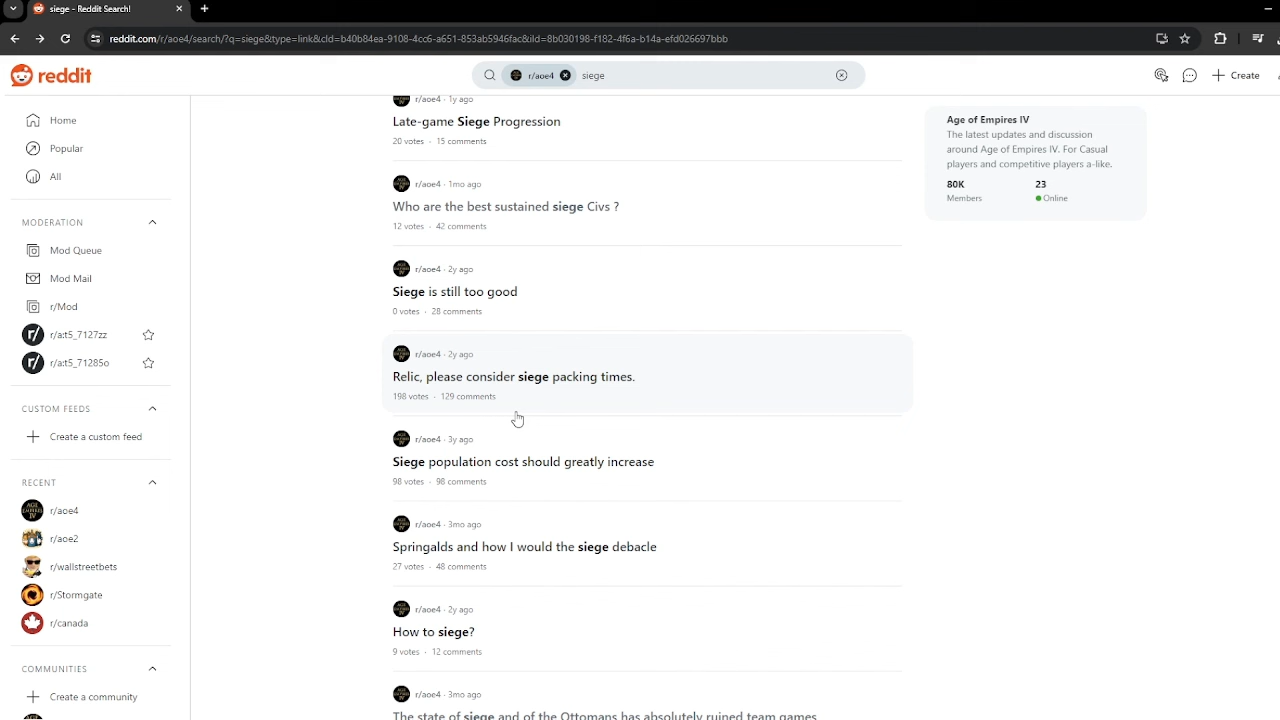 siege - Reddit Search!
reddit.com/r/aoe4/search/?q=siege&type=link&cId=b40b84ea-9108-4cc6-a651-853ab5946fac&iId=8b030198-f182-4f6a-b14a-efd026697bbb
reddit
r/aoe4 siege
Create
Home
Popular
All
MODERATION
Mod Queue
Mod Mail
r/Mod
r/a:t5_7127zz
r/a:t5_71285o
CUSTOM FEEDS
Create a custom feed
RECENT
r/aoe4
r/aoe2
r/wallstreetbets
r/Stormgate
r/canada
COMMUNITIES
Create a community
r/aoe4 · 1y ago
Late-game Siege Progression
20 votes · 15 comments
r/aoe4 · 1mo ago
Who are the best sustained siege Civs ?
12 votes · 42 comments
r/aoe4 · 2y ago
Siege is still too good
0 votes · 28 comments
r/aoe4 · 2y ago
Relic, please consider siege packing times.
198 votes · 129 comments
r/aoe4 · 3y ago
Siege population cost should greatly increase
98 votes · 98 comments
r/aoe4 · 3mo ago
Springalds and how I would the siege debacle
27 votes · 48 comments
r/aoe4 · 2y ago
How to siege?
9 votes · 12 comments
r/aoe4 · 3mo ago
The state of siege and of the Ottomans has absolutely ruined team games
Age of Empires IV
The latest updates and discussion
around Age of Empires IV. For Casual
players and competitive players a-like.
80K 23
Members Online